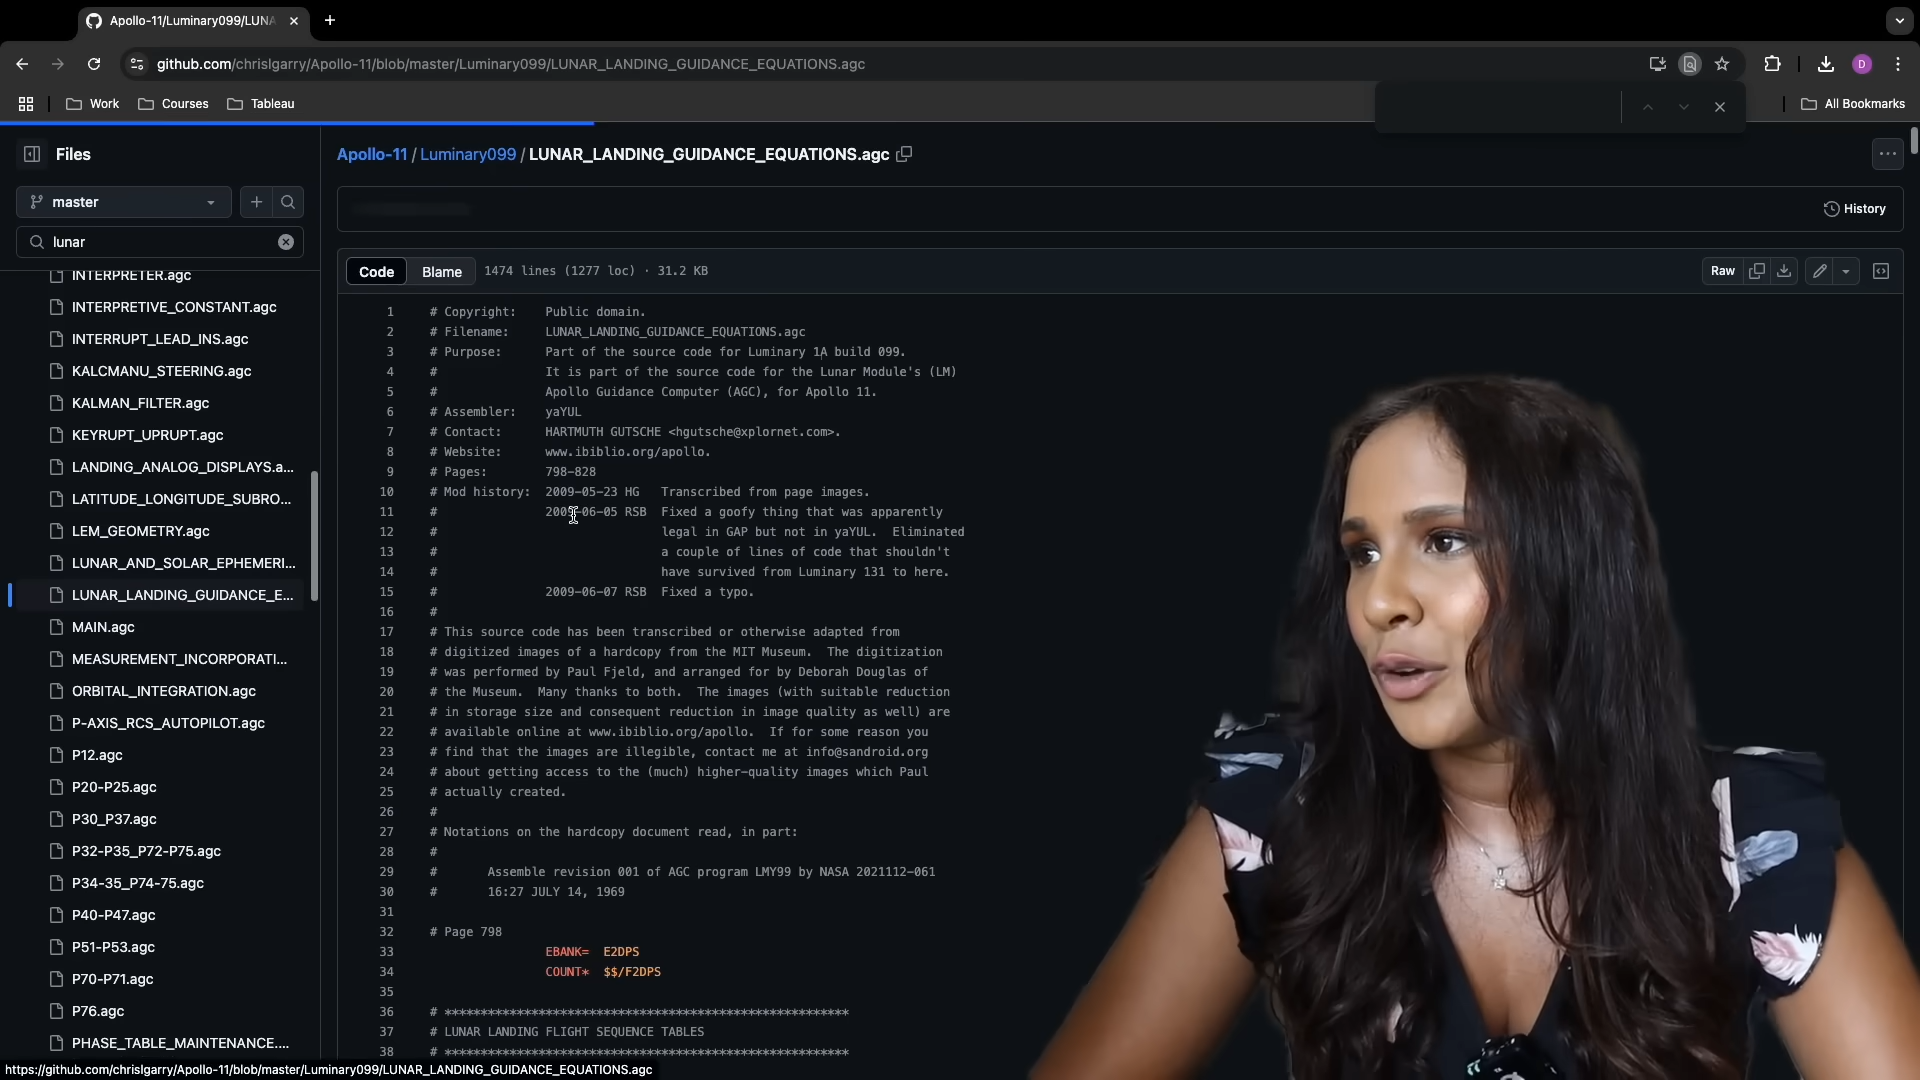 Apollo-11/Luminary099/LUNA
github.com/chrislgarry/Apollo-11/blob/master/Luminary099/LUNAR_LANDING_GUIDANCE_EQUATIONS.agc
D
Work
Courses
Tableau
All Bookmarks
Files
master
lunar
INTERPRETER.agc
INTERPRETIVE_CONSTANT.agc
INTERRUPT_LEAD_INS.agc
KALCMANU_STEERING.agc
KALMAN_FILTER.agc
KEYRUPT_UPRUPT.agc
LANDING_ANALOG_DISPLAYS.a...
LATITUDE_LONGITUDE_SUBRO...
LEM_GEOMETRY.agc
LUNAR_AND_SOLAR_EPHEMERI...
LUNAR_LANDING_GUIDANCE_E...
MAIN.agc
MEASUREMENT_INCORPORATI...
ORBITAL_INTEGRATION.agc
P-AXIS_RCS_AUTOPILOT.agc
P12.agc
P20-P25.agc
P30_P37.agc
P32-P35_P72-P75.agc
P34-35_P74-75.agc
P40-P47.agc
P51-P53.agc
P70-P71.agc
P76.agc
PHASE_TABLE_MAINTENANCE....
https://github.com/chrislgarry/Apollo-11/blob/master/Luminary099/LUNAR_LANDING_GUIDANCE_EQUATIONS.agc
Apollo-11 / Luminary099 / LUNAR_LANDING_GUIDANCE_EQUATIONS.agc
History
Code Blame 1474 lines (1277 loc) · 31.2 KB
Raw
1 # Copyright: Public domain.
2 # Filename: LUNAR_LANDING_GUIDANCE_EQUATIONS.agc
3 # Purpose: Part of the source code for Luminary 1A build 099.
4 # It is part of the source code for the Lunar Module's (LM)
5 # Apollo Guidance Computer (AGC), for Apollo 11.
6 # Assembler: yaYUL
7 # Contact: HARTMUTH GUTSCHE <hgutsche@xplornet.com>.
8 # Website: www.ibiblio.org/apollo.
9 # Pages: 798-828
10 # Mod history: 2009-05-23 HG Transcribed from page images.
11 # 2009-06-05 RSB Fixed a goofy thing that was apparently
12 # legal in GAP but not in yaYUL. Eliminated
13 # a couple of lines of code that shouldn't
14 # have survived from Luminary 131 to here.
15 # 2009-06-07 RSB Fixed a typo.
16 #
17 # This source code has been transcribed or otherwise adapted from
18 # digitized images of a hardcopy from the MIT Museum. The digitization
19 # was performed by Paul Fjeld, and arranged for by Deborah Douglas of
20 # the Museum. Many thanks to both. The images (with suitable reduction
21 # in storage size and consequent reduction in image quality as well) are
22 # available online at www.ibiblio.org/apollo. If for some reason you
23 # find that the images are illegible, contact me at info@sandroid.org
24 # about getting access to the (much) higher-quality images which Paul
25 # actually created.
26 #
27 # Notations on the hardcopy document read, in part:
28 #
29 # Assemble revision 001 of AGC program LMY99 by NASA 2021112-061
30 # 16:27 JULY 14, 1969
31
32 # Page 798
33 EBANK= E2DPS
34 COUNT* $$/F2DPS
35
36 # ********************************************************
37 # LUNAR LANDING FLIGHT SEQUENCE TABLES
38 # ********************************************************